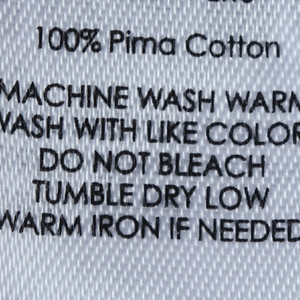 100% Pima Cotton
MACHINE WASH WARM
WASH WITH LIKE COLOR
DO NOT BLEACH
TUMBLE DRY LOW
WARM IRON IF NEEDED